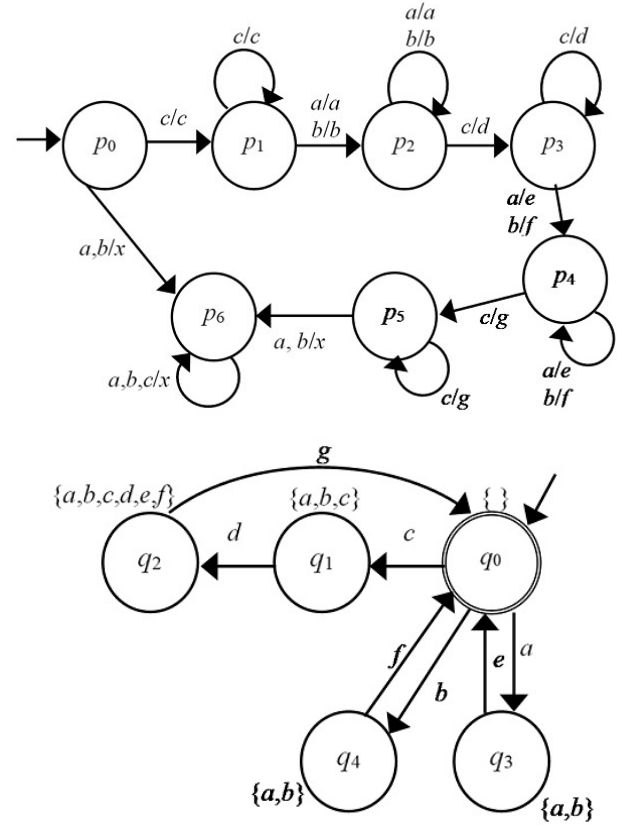 c/c
a/a
b/b
c/d
c/c
a/a
b/b
c/d
p0
p1
p2
p3
a/e
b/f
a,b/x
p4
p6
p5
c/g
a, b/x
a,b,c/x
a/e
b/f
c/g
g
{a,b,c,d,e,f}
{a,b,c}
{ }
d
c
q2
q1
q0
f
b
e
a
q4
q3
{a,b}
{a,b}